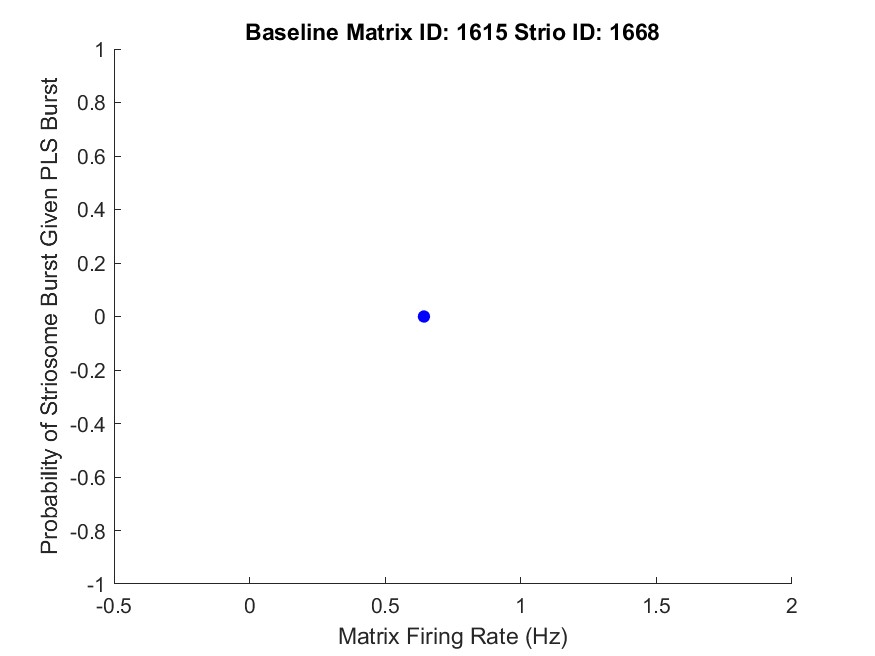 Baseline Matrix ID: 1615 Strio ID: 1668
Probability of Striosome Burst Given PLS Burst
1
0.8
0.6
0.4
0.2
0
-0.2
-0.4
-0.6
-0.8
-1
-0.5 0 0.5 1 1.5 2
Matrix Firing Rate (Hz)